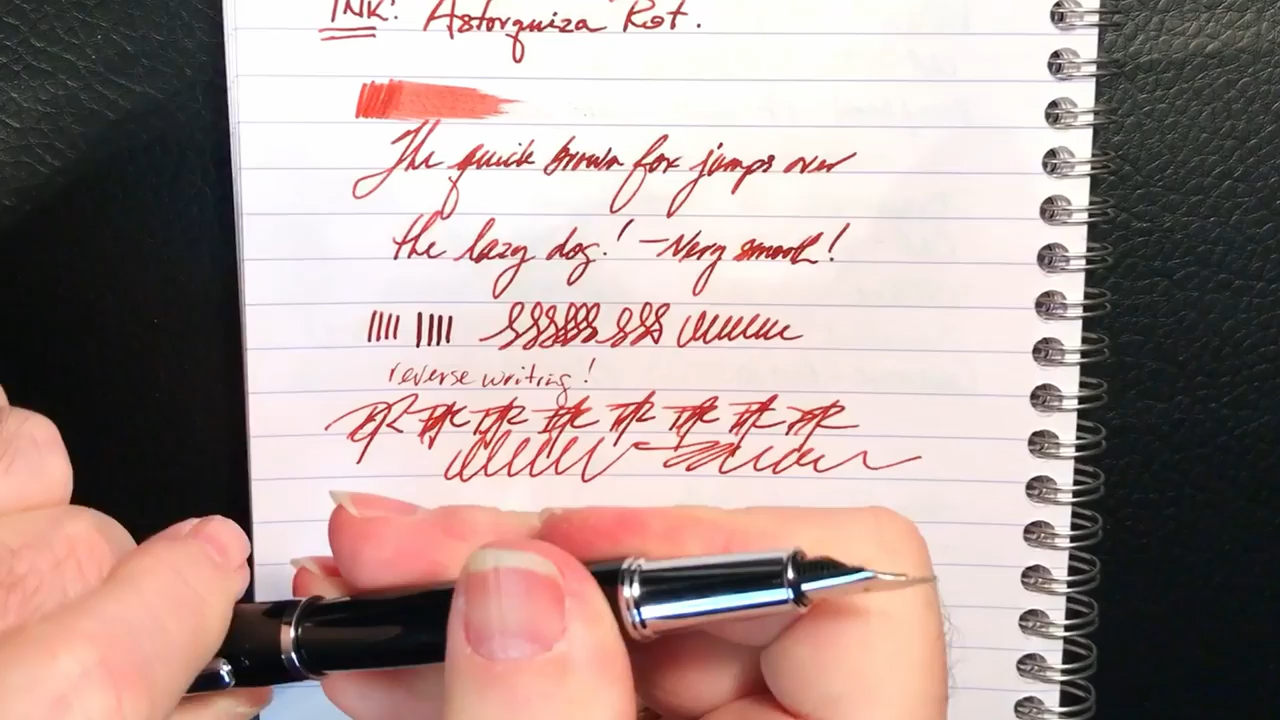 INK: Astorquiza Rot.
The quick brown fox jumps over
the lazy dog! - Very smooth!
reverse writing!